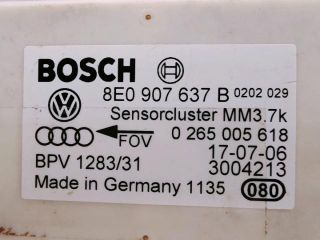 BOSCH
8E0 907 637 B 0202 029
Sensorcluster MM3.7k
FOV 0 265 005 618
BPV 1283/31 17-07-06
3004213
Made in Germany 1135 080